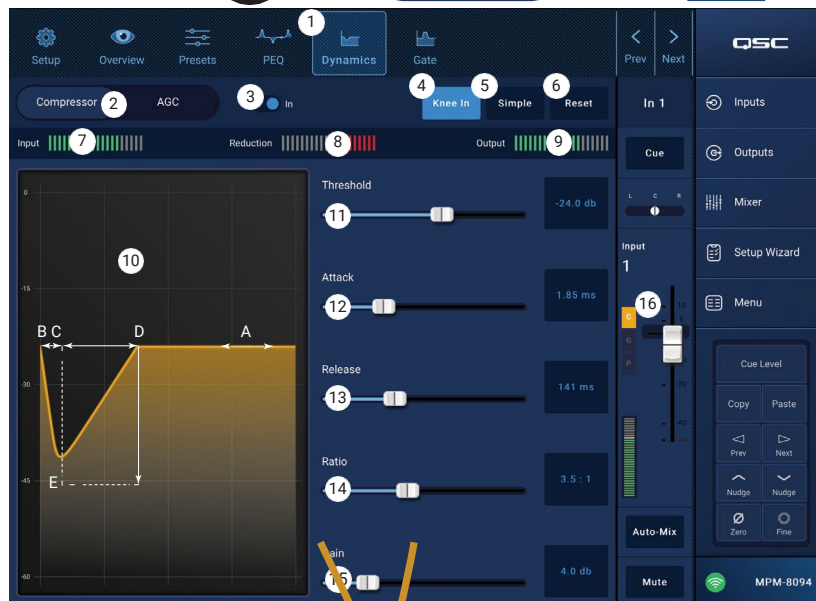 1
Setup
Overview
Presets
PEQ
Dynamics
Gate
Prev
Next
QSC
Compressor
2
AGC
3
In
4
Knee In
5
Simple
6
Reset
In 1
Inputs
Input
7
Reduction
8
Output
9
Cue
Outputs
0
10
-15
-30
-45
-60
B
C
D
A
E
Threshold
11
-24.0 db
Attack
12
1.85 ms
Release
13
141 ms
Ratio
14
3.5 : 1
15
4.0 db
L
C
R
Input
1
16
10
5
C
G
P
Auto-Mix
Mute
Mixer
Setup Wizard
Menu
Cue Level
Copy
Paste
Prev
Next
Nudge
Nudge
Zero
Fine
MPM-8094